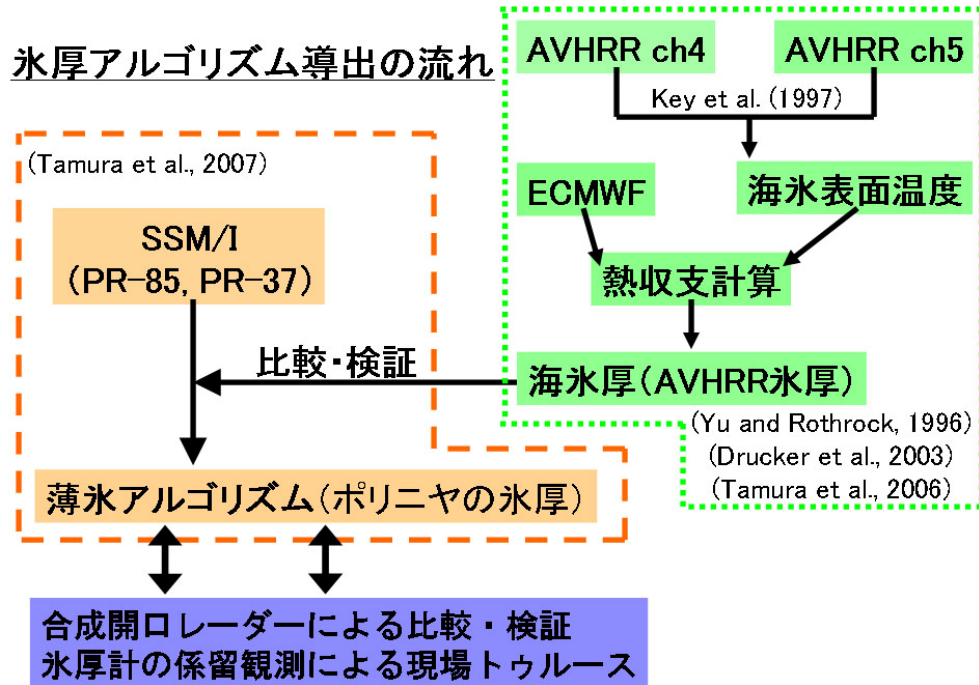 氷厚アルゴリズム導出の流れ
AVHRR ch4
AVHRR ch5
Key et al. (1997)
(Tamura et al., 2007)
ECMWF
海氷表面温度
SSM/I
(PR-85, PR-37)
熱収支計算
比較・検証
海氷厚(AVHRR氷厚)
(Yu and Rothrock, 1996)
(Drucker et al., 2003)
(Tamura et al., 2006)
薄氷アルゴリズム(ポリニヤの氷厚)
合成開口レーダーによる比較・検証
氷厚計の係留観測による現場トゥルース